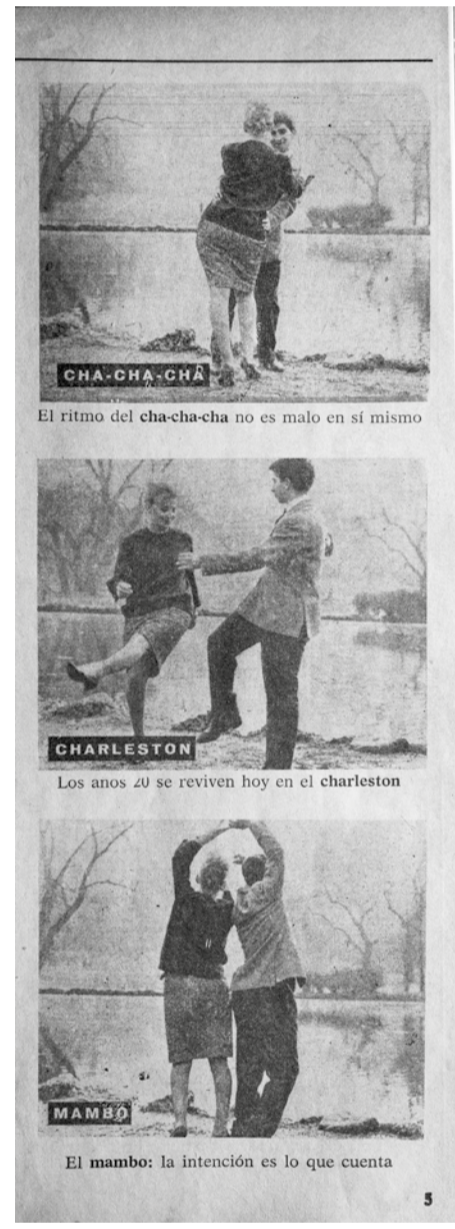 CHA-CHA-CHA
El ritmo del cha-cha-cha no es malo en sí mismo
CHARLESTON
Los anos 20 se reviven hoy en el charleston
MAMBO
El mambo: la intención es lo que cuenta
5